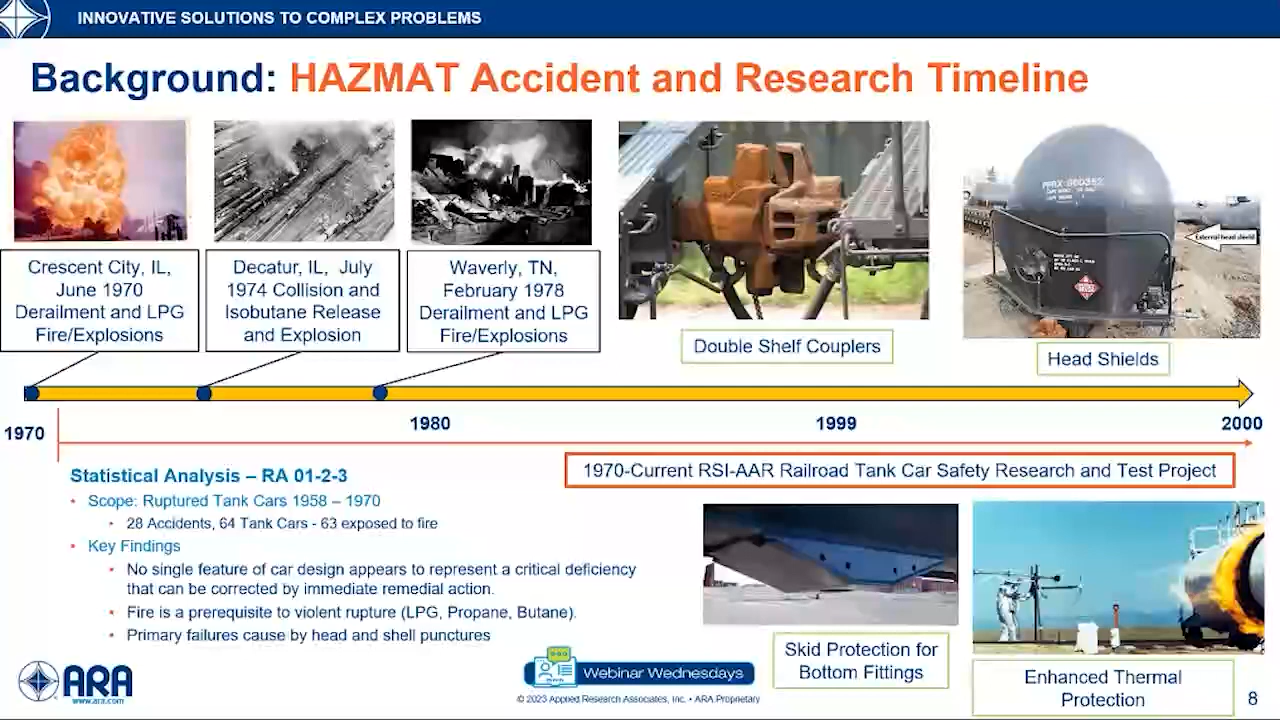 INNOVATIVE SOLUTIONS TO COMPLEX PROBLEMS
Background: HAZMAT Accident and Research Timeline
Crescent City, IL,
June 1970
Derailment and LPG
Fire/Explosions
Decatur, IL, July
1974 Collision and
Isobutane Release
and Explosion
Waverly, TN,
February 1978
Derailment and LPG
Fire/Explosions
Double Shelf Couplers
External head shield
Head Shields
1970
1980
1999
2000
1970-Current RSI-AAR Railroad Tank Car Safety Research and Test Project
Statistical Analysis – RA 01-2-3
• Scope: Ruptured Tank Cars 1958 – 1970
• 28 Accidents, 64 Tank Cars - 63 exposed to fire
• Key Findings
• No single feature of car design appears to represent a critical deficiency
that can be corrected by immediate remedial action.
• Fire is a prerequisite to violent rupture (LPG, Propane, Butane).
• Primary failures cause by head and shell punctures
Skid Protection for
Bottom Fittings
Enhanced Thermal
Protection
ARA
www.ara.com
Webinar Wednesdays
© 2023 Applied Research Associates, Inc. • ARA Proprietary
8